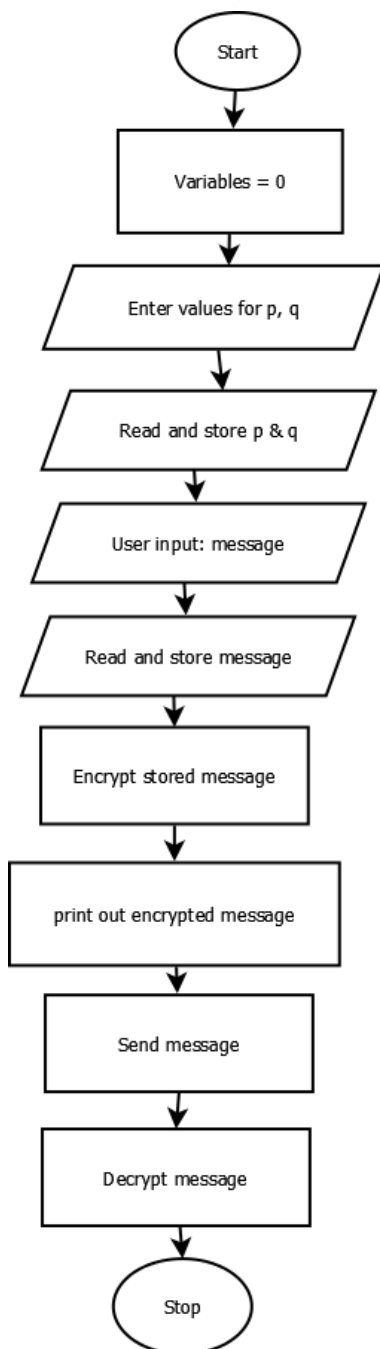 Start
Variables = 0
Enter values for p, q
Read and store p & q
User input: message
Read and store message
Encrypt stored message
print out encrypted message
Send message
Decrypt message
Stop